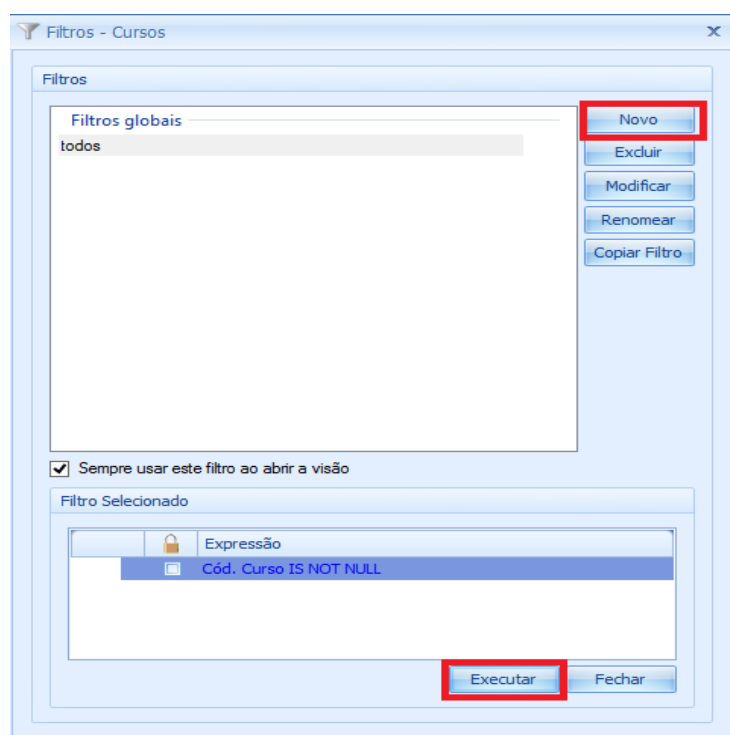 Filtros - Cursos
Filtros
Filtros globais
todos
Novo
Excluir
Modificar
Renomear
Copiar Filtro
Sempre usar este filtro ao abrir a visão
Filtro Selecionado
Expressão
Cód. Curso IS NOT NULL
Executar
Fechar